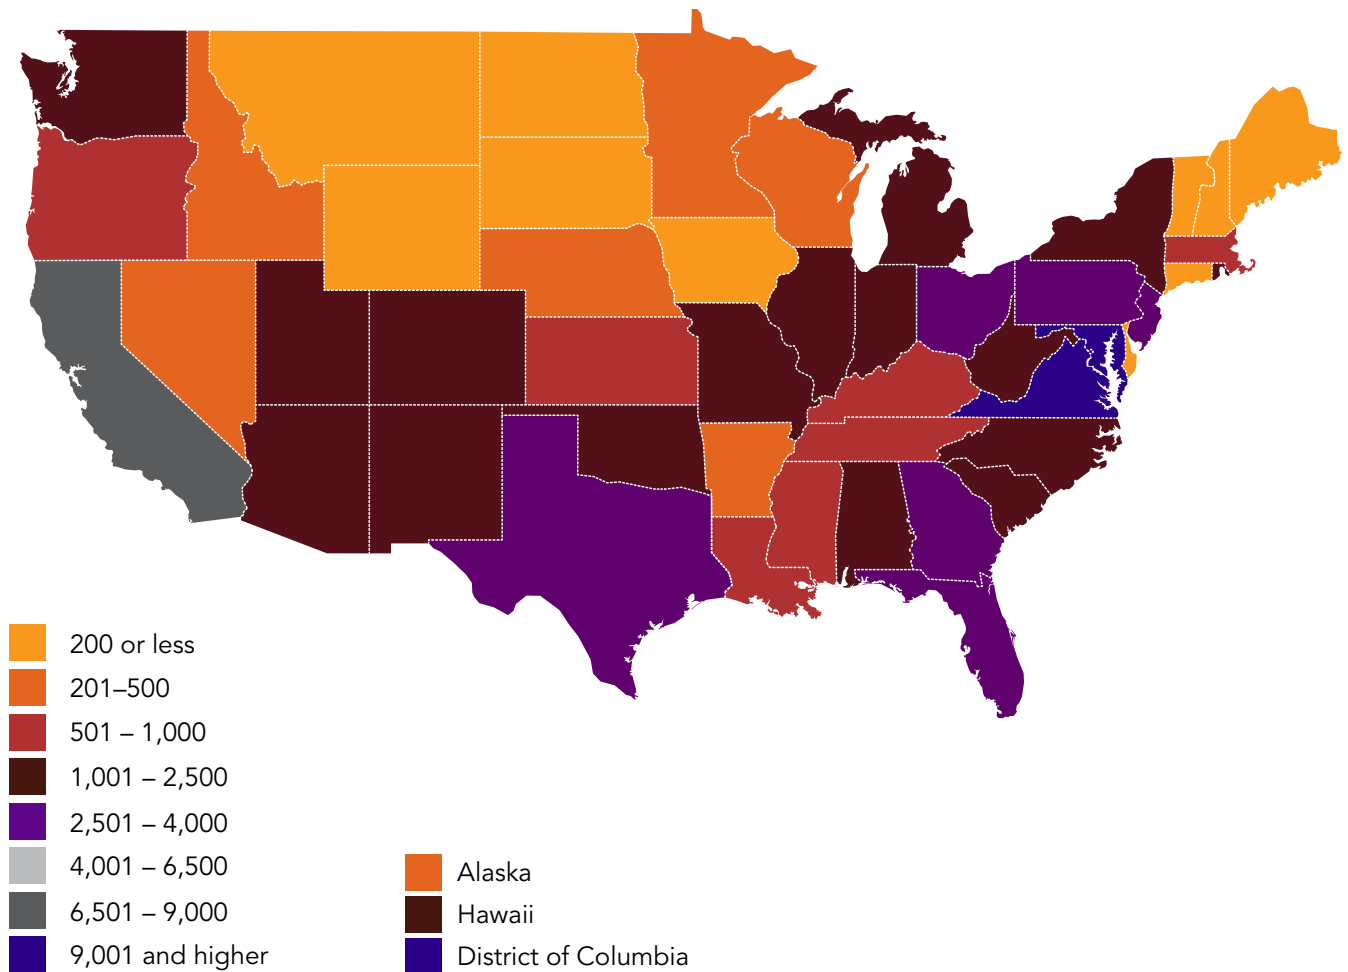 200 or less
201–500
501 – 1,000
1,001 – 2,500
2,501 – 4,000
4,001 – 6,500
6,501 – 9,000
9,001 and higher
Alaska
Hawaii
District of Columbia